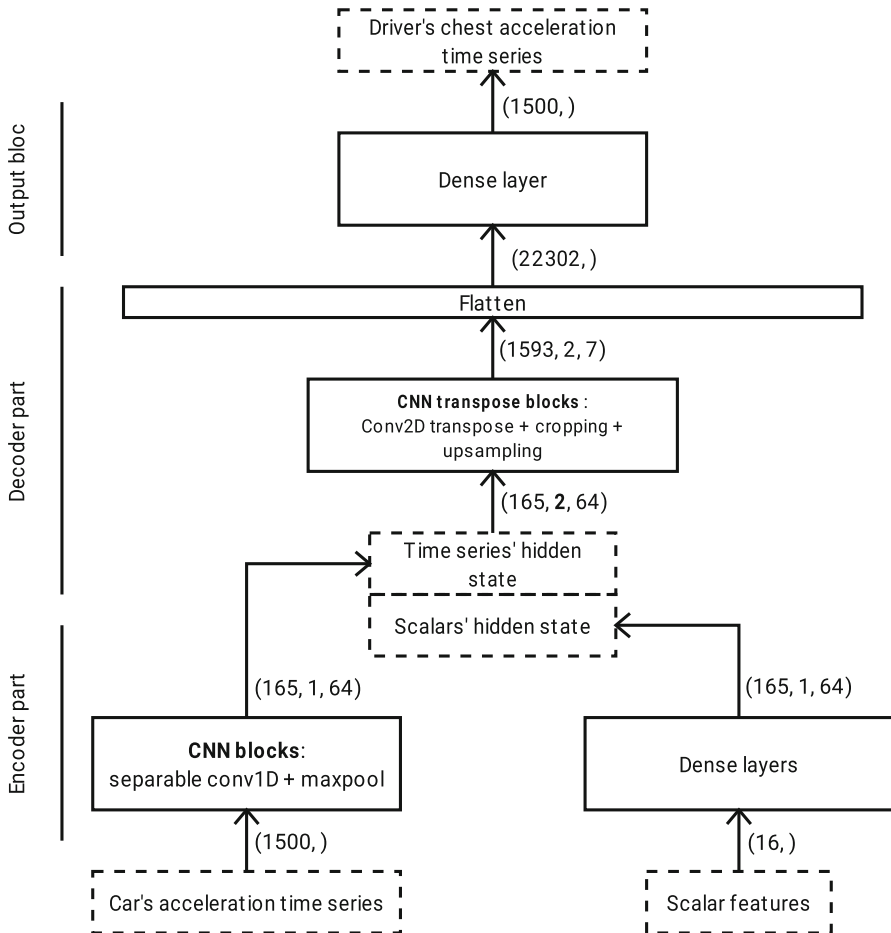 Driver's chest acceleration
time series
(1500, )
Output bloc
Dense layer
(22302, )
Flatten
(1593, 2, 7)
Decoder part
CNN transpose blocks :
Conv2D transpose + cropping +
upsampling
(165, 2, 64)
Time series' hidden
state
Scalars' hidden state
(165, 1, 64)
(165, 1, 64)
Encoder part
CNN blocks:
separable conv1D + maxpool
Dense layers
(1500, )
(16, )
Car's acceleration time series
Scalar features